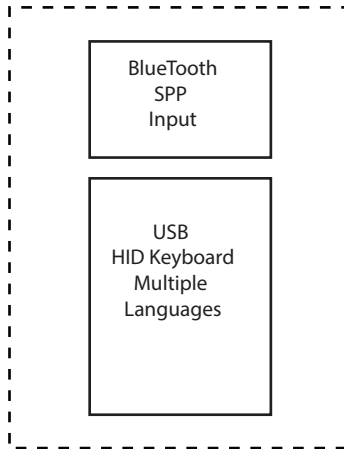 BlueTooth
SPP
Input
USB
HID Keyboard
Multiple
Languages